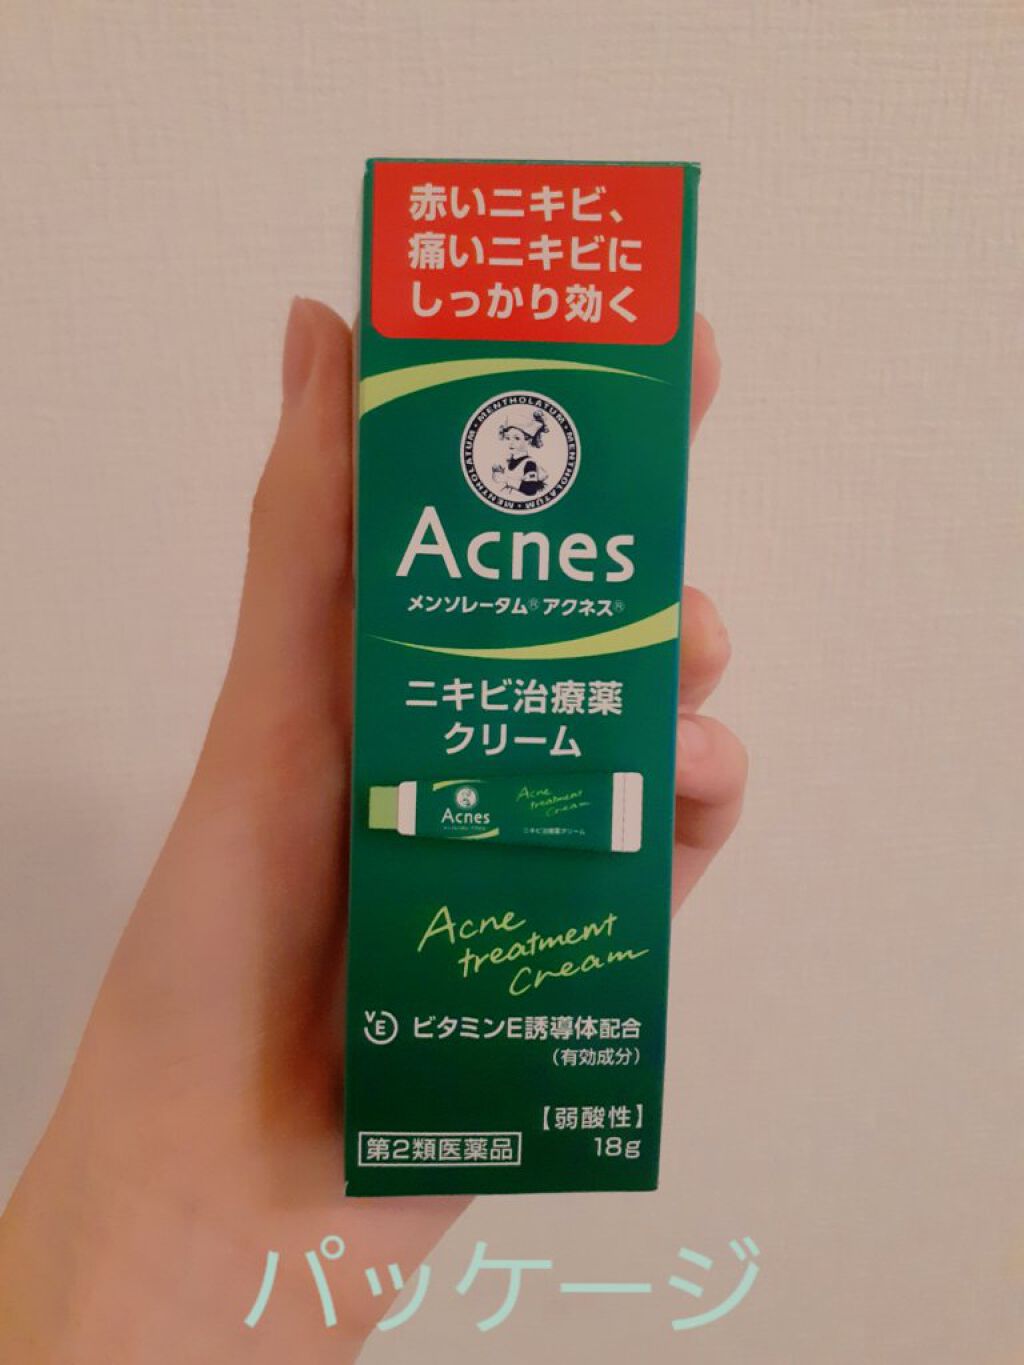 赤いニキビ、
痛いニキビに
しっかり効く
MENTHOLATUM・MENTHOLATUM・MENTHOLATUM
Acnes
メンソレータム®アクネス®
ニキビ治療薬
クリーム
Acnes
Acne
treatment
Cream
ニキビ治療薬クリーム
Acne
treatment
Cream
VE ビタミンE誘導体配合
(有効成分)
【弱酸性】
第2類医薬品 18g
パッケージ